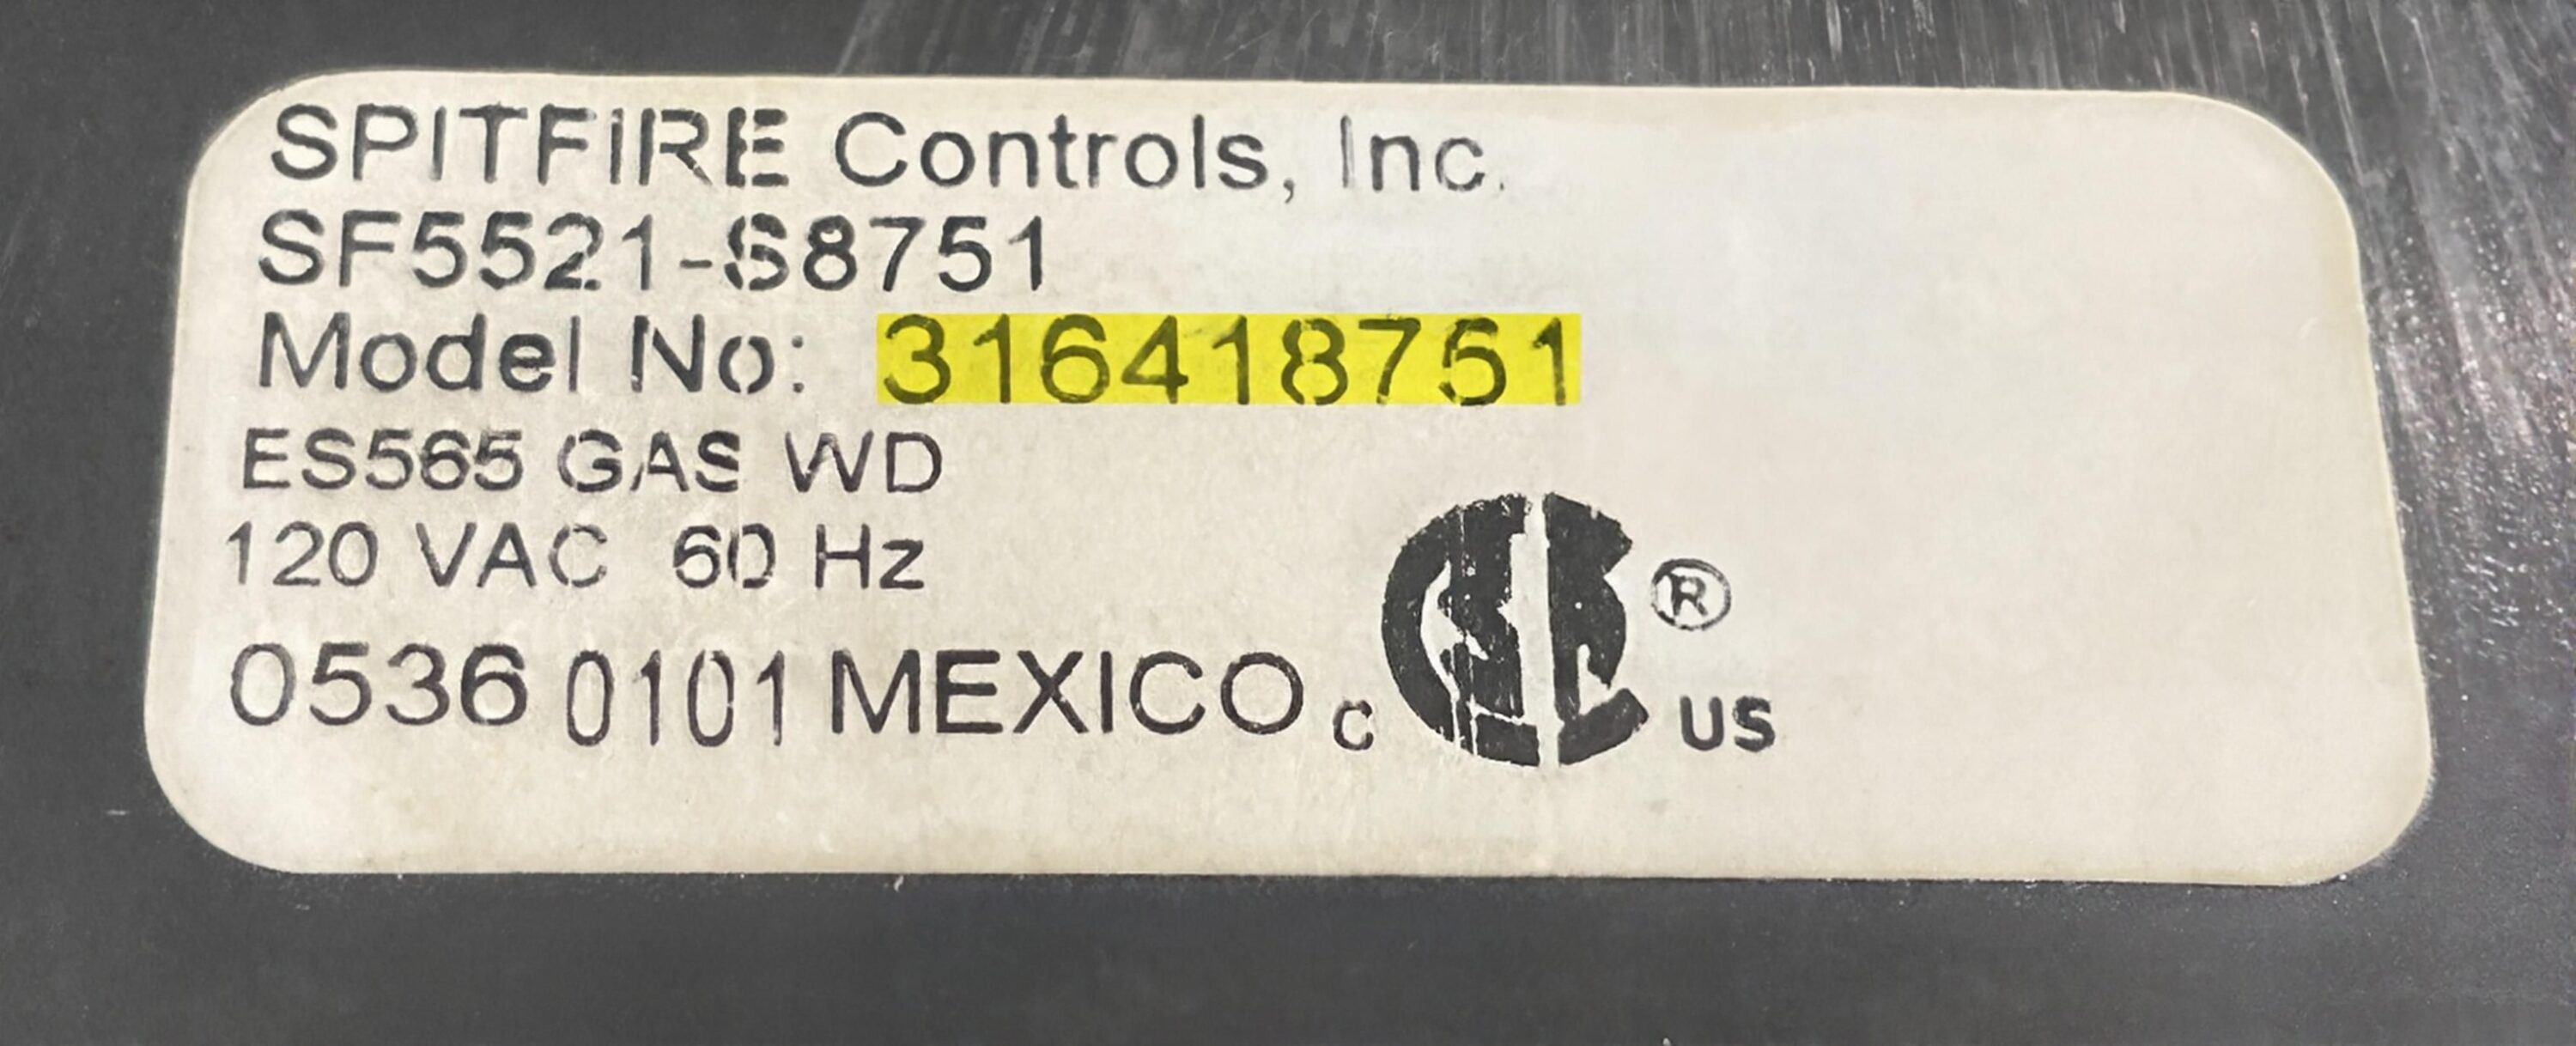 SPITFIRE Controls, Inc.
SF5521-S8751
Model No: 316418751
ES565 GAS WD
120 VAC 60 Hz
0536 0101 MEXICO C ® US